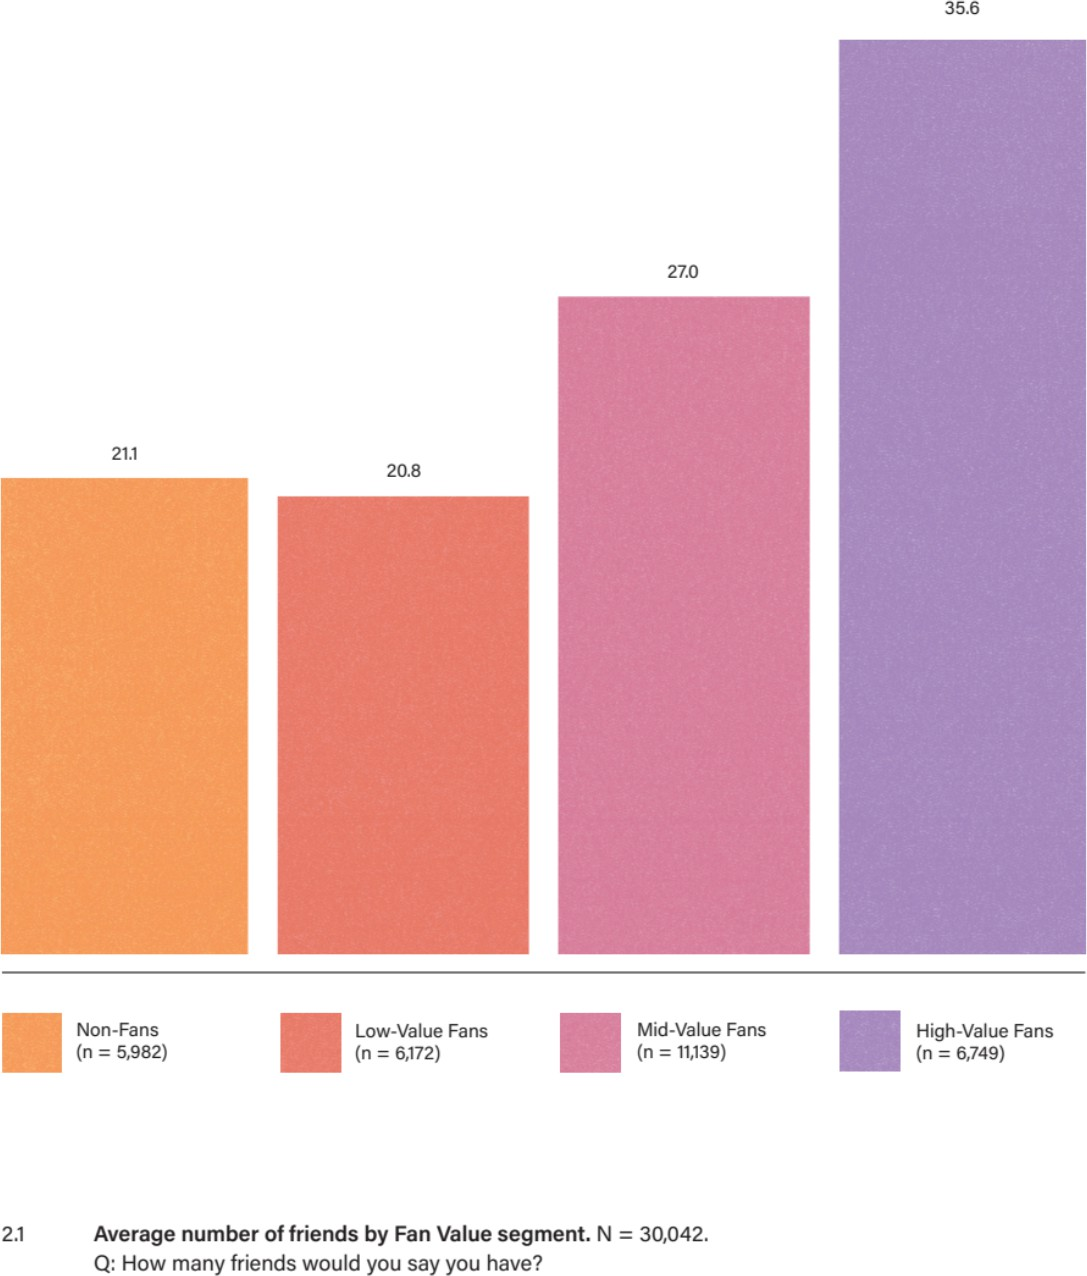 35.6
27.0
21.1
20.8
Non-Fans
(n = 5,982)
Low-Value Fans
(n = 6,172)
Mid-Value Fans
(n = 11,139)
High-Value Fans
(n = 6,749)
2.1 Average number of friends by Fan Value segment. N = 30,042.
Q: How many friends would you say you have?